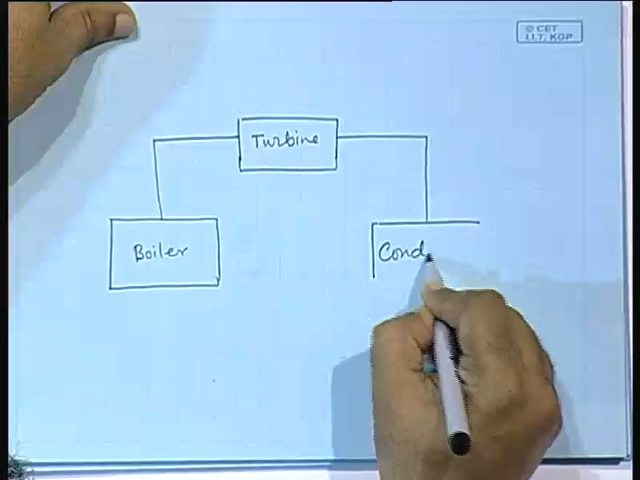 © CET
I.I.T. KGP
Turbine
Boiler
Cond